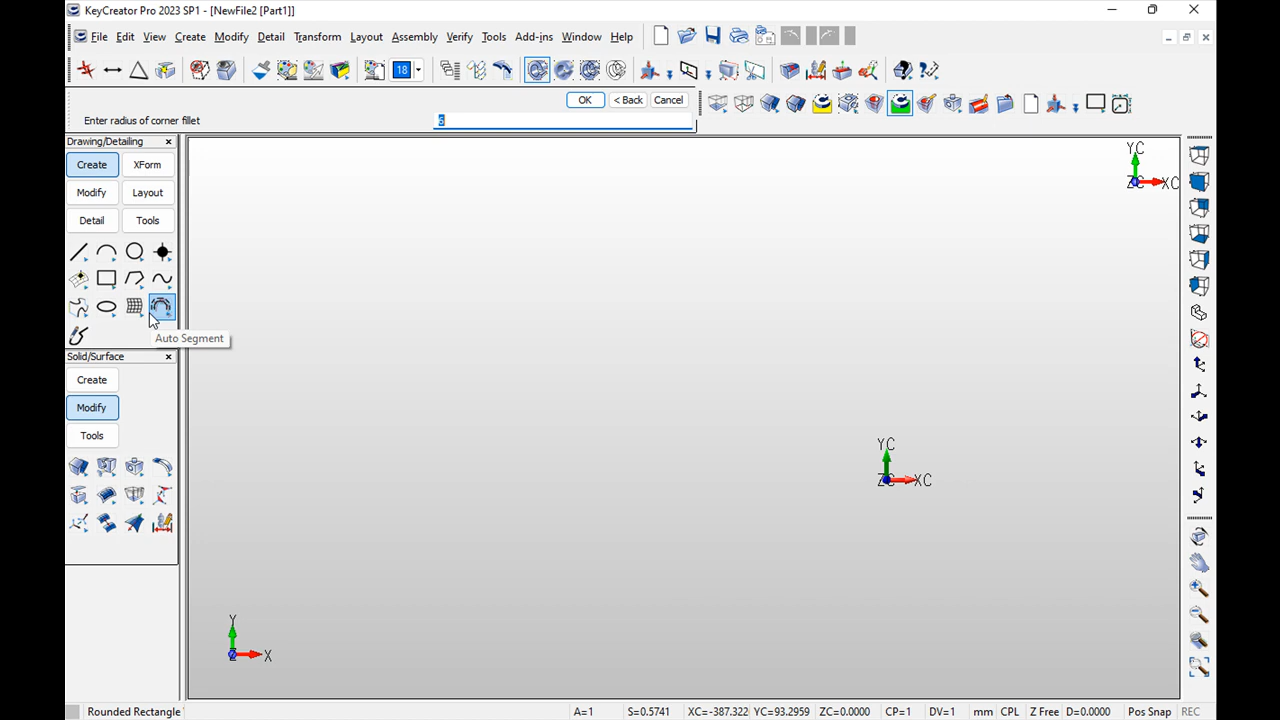 KeyCreator Pro 2023 SP1 - [NewFile2 [Part1]]
File Edit View Create Modify Detail Transform Layout Assembly Verify Tools Add-ins Window Help
18
OK < Back Cancel
Enter radius of corner fillet
6
Drawing/Detailing
Create XForm
Modify Layout
Detail Tools
Auto Segment
Solid/Surface
Create
Modify
Tools
YC
ZC XC
YC
ZC XC
Y
Z X
Rounded Rectangle A=1 S=0.5741 XC=-387.322 YC=93.2959 ZC=0.0000 CP=1 DV=1 mm CPL Z Free D=0.0000 Pos Snap REC